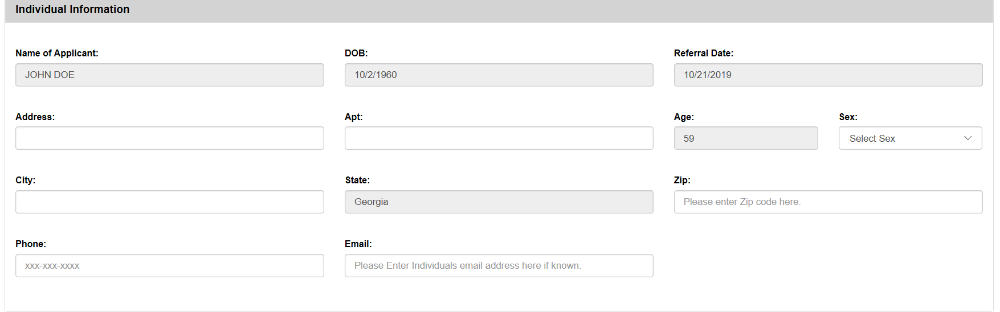 Individual Information
Name of Applicant: DOB: Referral Date:
JOHN DOE 10/2/1960 10/21/2019
Address: Apt: Age: Sex:
59 Select Sex
City: State: Zip:
Georgia Please enter Zip code here.
Phone: Email:
xxx-xxx-xxxx Please Enter Individuals email address here if known.